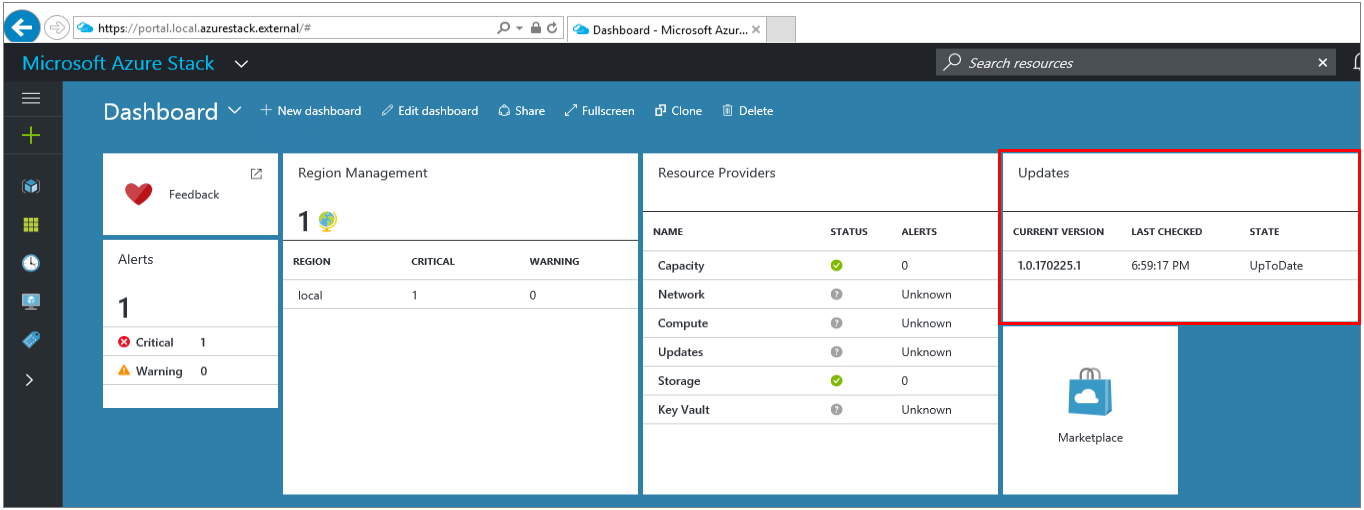 https://portal.local.azurestack.external/#
Dashboard - Microsoft Azur...
Microsoft Azure Stack
Search resources
Dashboard
New dashboard
Edit dashboard
Share
Fullscreen
Clone
Delete
Feedback
Alerts
1
Critical 1
Warning 0
Region Management
1
REGION CRITICAL WARNING
local 1 0
Resource Providers
NAME STATUS ALERTS
Capacity 0
Network Unknown
Compute Unknown
Updates Unknown
Storage 0
Key Vault Unknown
Updates
CURRENT VERSION LAST CHECKED STATE
1.0.170225.1 6:59:17 PM UpToDate
Marketplace